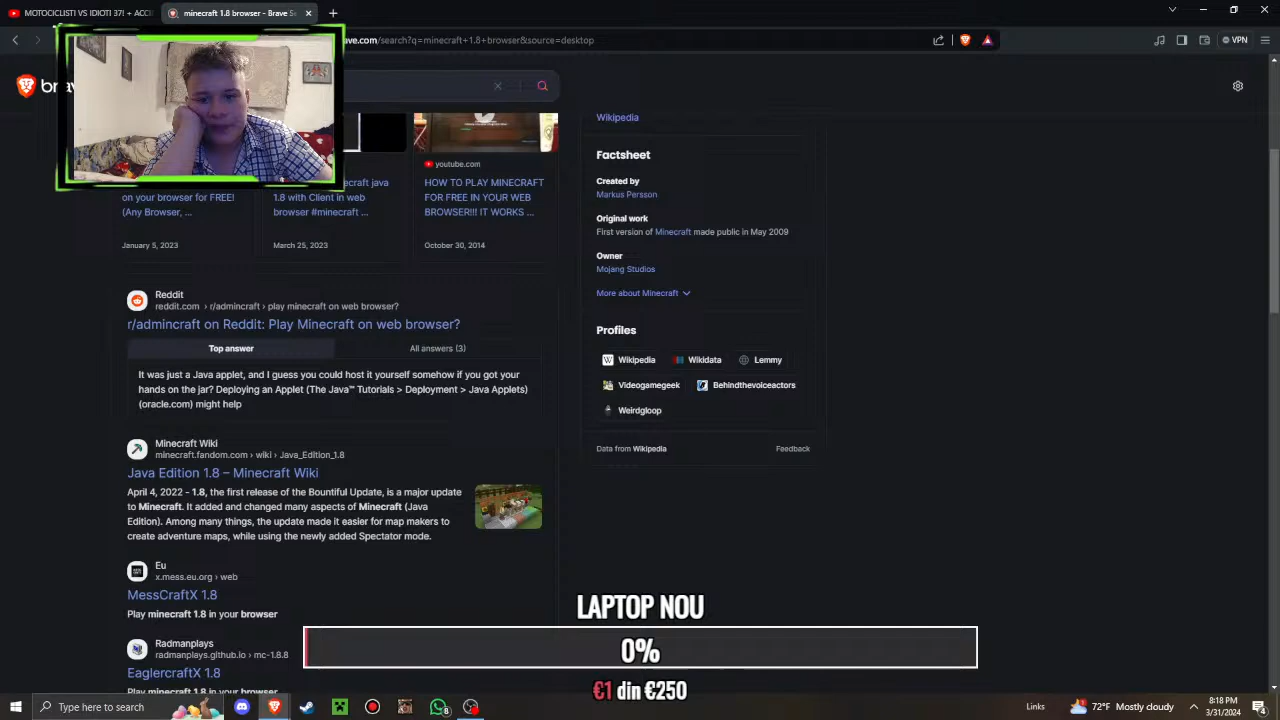 MOTOCICLISTI VS IDIOTI 37! + ACCI
minecraft 1.8 browser - Brave Se
ave.com/search?q=minecraft+1.8+browser&source=desktop
VPN
bra
youtube.com
on your browser for FREE!
(Any Browser, ...
January 5, 2023
craft java
1.8 with Client in web
browser #minecraft ...
March 25, 2023
HOW TO PLAY MINECRAFT
FOR FREE IN YOUR WEB
BROWSER!!! IT WORKS ...
October 30, 2014
Wikipedia
Factsheet
Created by
Markus Persson
Original work
First version of Minecraft made public in May 2009
Owner
Mojang Studios
More about Minecraft
Profiles
Wikipedia
Wikidata
Lemmy
Videogamegeek
Behindthevoiceactors
Weirdgloop
Data from Wikipedia
Feedback
Reddit
reddit.com › r/admincraft › play minecraft on web browser?
r/admincraft on Reddit: Play Minecraft on web browser?
Top answer
All answers (3)
It was just a Java applet, and I guess you could host it yourself somehow if you got your
hands on the jar? Deploying an Applet (The Java™ Tutorials > Deployment > Java Applets)
(oracle.com) might help
Minecraft Wiki
minecraft.fandom.com › wiki › Java_Edition_1.8
Java Edition 1.8 – Minecraft Wiki
April 4, 2022 - 1.8, the first release of the Bountiful Update, is a major update
to Minecraft. It added and changed many aspects of Minecraft (Java
Edition). Among many things, the update made it easier for map makers to
create adventure maps, while using the newly added Spectator mode.
Eu
x.mess.eu.org › web
MessCraftX 1.8
Play minecraft 1.8 in your browser
Radmanplays
radmanplays.github.io › mc-1.8.8
EaglercraftX 1.8
Play minecraft 1.8 in your browser
LAPTOP NOU
0%
€1 din €250
Type here to search
8
Links
72°F Mostly cloudy
8:18 PM
3/31/2024
4